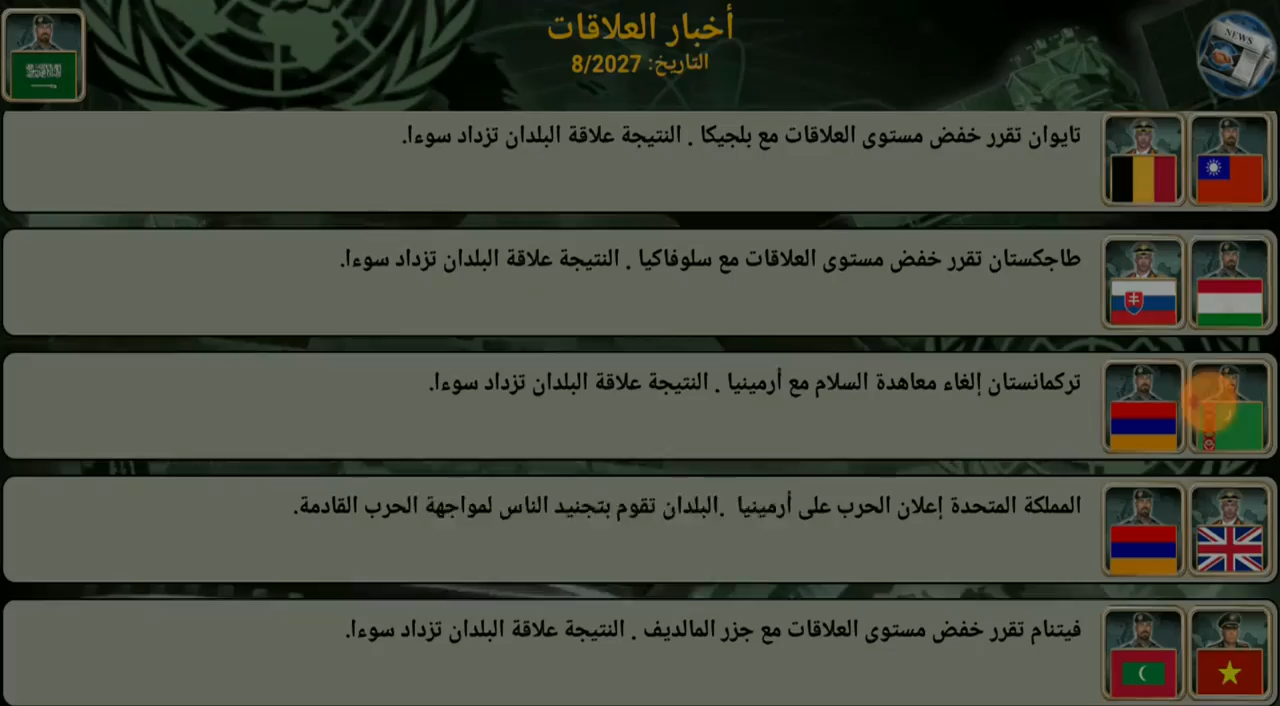 أخبار العلاقات
التاريخ: 8/2027
NEWS
تايوان تقرر خفض مستوى العلاقات مع بلجيكا . النتيجة علاقة البلدان تزداد سوءا.
طاجكستان تقرر خفض مستوى العلاقات مع سلوفاكيا . النتيجة علاقة البلدان تزداد سوءا.
تركمانستان إلغاء معاهدة السلام مع أرمينيا . النتيجة علاقة البلدان تزداد سوءا.
المملكة المتحدة إعلان الحرب على أرمينيا .البلدان تقوم بتجنيد الناس لمواجهة الحرب القادمة.
فيتنام تقرر خفض مستوى العلاقات مع جزر المالديف . النتيجة علاقة البلدان تزداد سوءا.